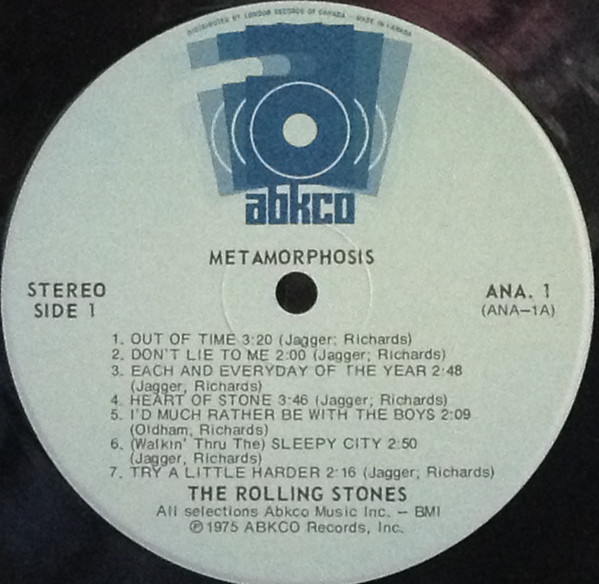 DISTRIBUTED BY LONDON RECORDS OF CANADA - MADE IN CANADA
abkco
METAMORPHOSIS
STEREO
SIDE 1
ANA. 1
(ANA-1A)
1. OUT OF TIME 3:20 (Jagger; Richards)
2. DON'T LIE TO ME 2:00 (Jagger; Richards)
3. EACH AND EVERYDAY OF THE YEAR 2:48
(Jagger, Richards)
4. HEART OF STONE 3:46 (Jagger, Richards)
5. I'D MUCH RATHER BE WITH THE BOYS 2:09
(Oldham, Richards)
6. (Walkin' Thru The) SLEEPY CITY 2:50
(Jagger, Richards)
7. TRY A LITTLE HARDER 2:16 (Jagger, Richards)
THE ROLLING STONES
All selections Abkco Music Inc. – BMI
℗1975 ABKCO Records, Inc.